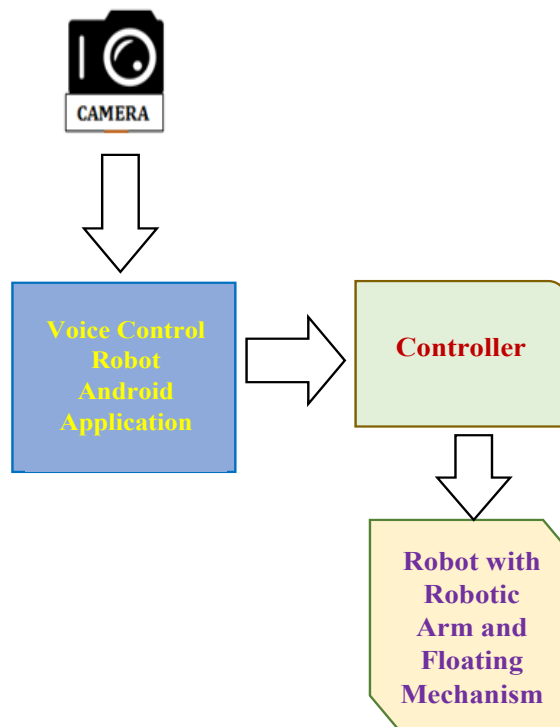 CAMERA
Voice Control
Robot
Android
Application
Controller
Robot with
Robotic
Arm and
Floating
Mechanism